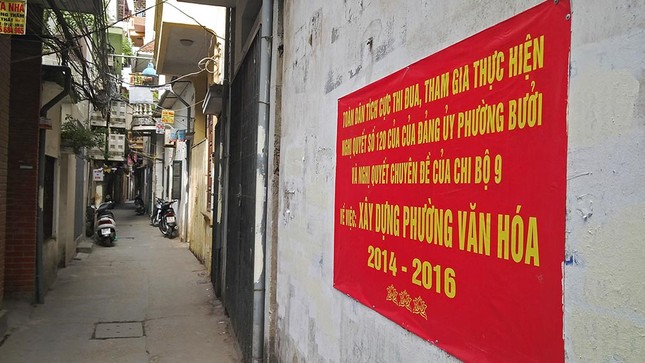 TOÀN DÂN TÍCH CỰC THI ĐUA, THAM GIA THỰC HIỆN
NGHỊ QUYẾT SỐ 120 CỦA CỦA ĐẢNG ỦY PHƯỜNG BƯỞI
VÀ NGHỊ QUYẾT CHUYÊN ĐỀ CỦA CHI BỘ 9
VỀ VIỆC: XÂY DỰNG PHƯỜNG VĂN HÓA
2014 - 2016